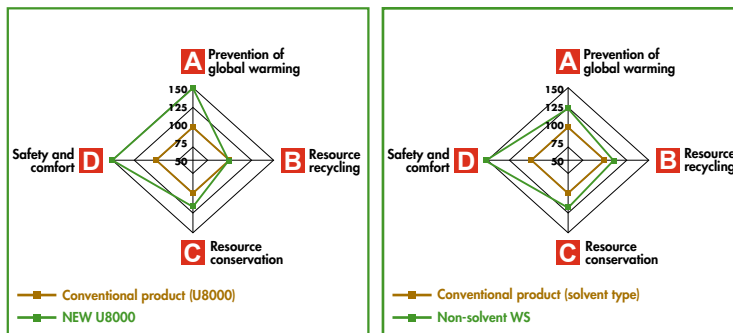 A
Prevention of
global warming
150
125
100
75
50
Safety and
comfort
D
B
Resource
recycling
C
Resource
conservation
Conventional product (U8000)
NEW U8000
A
Prevention of
global warming
150
125
100
75
50
Safety and
comfort
D
B
Resource
recycling
C
Resource
conservation
Conventional product (solvent type)
Non-solvent WS